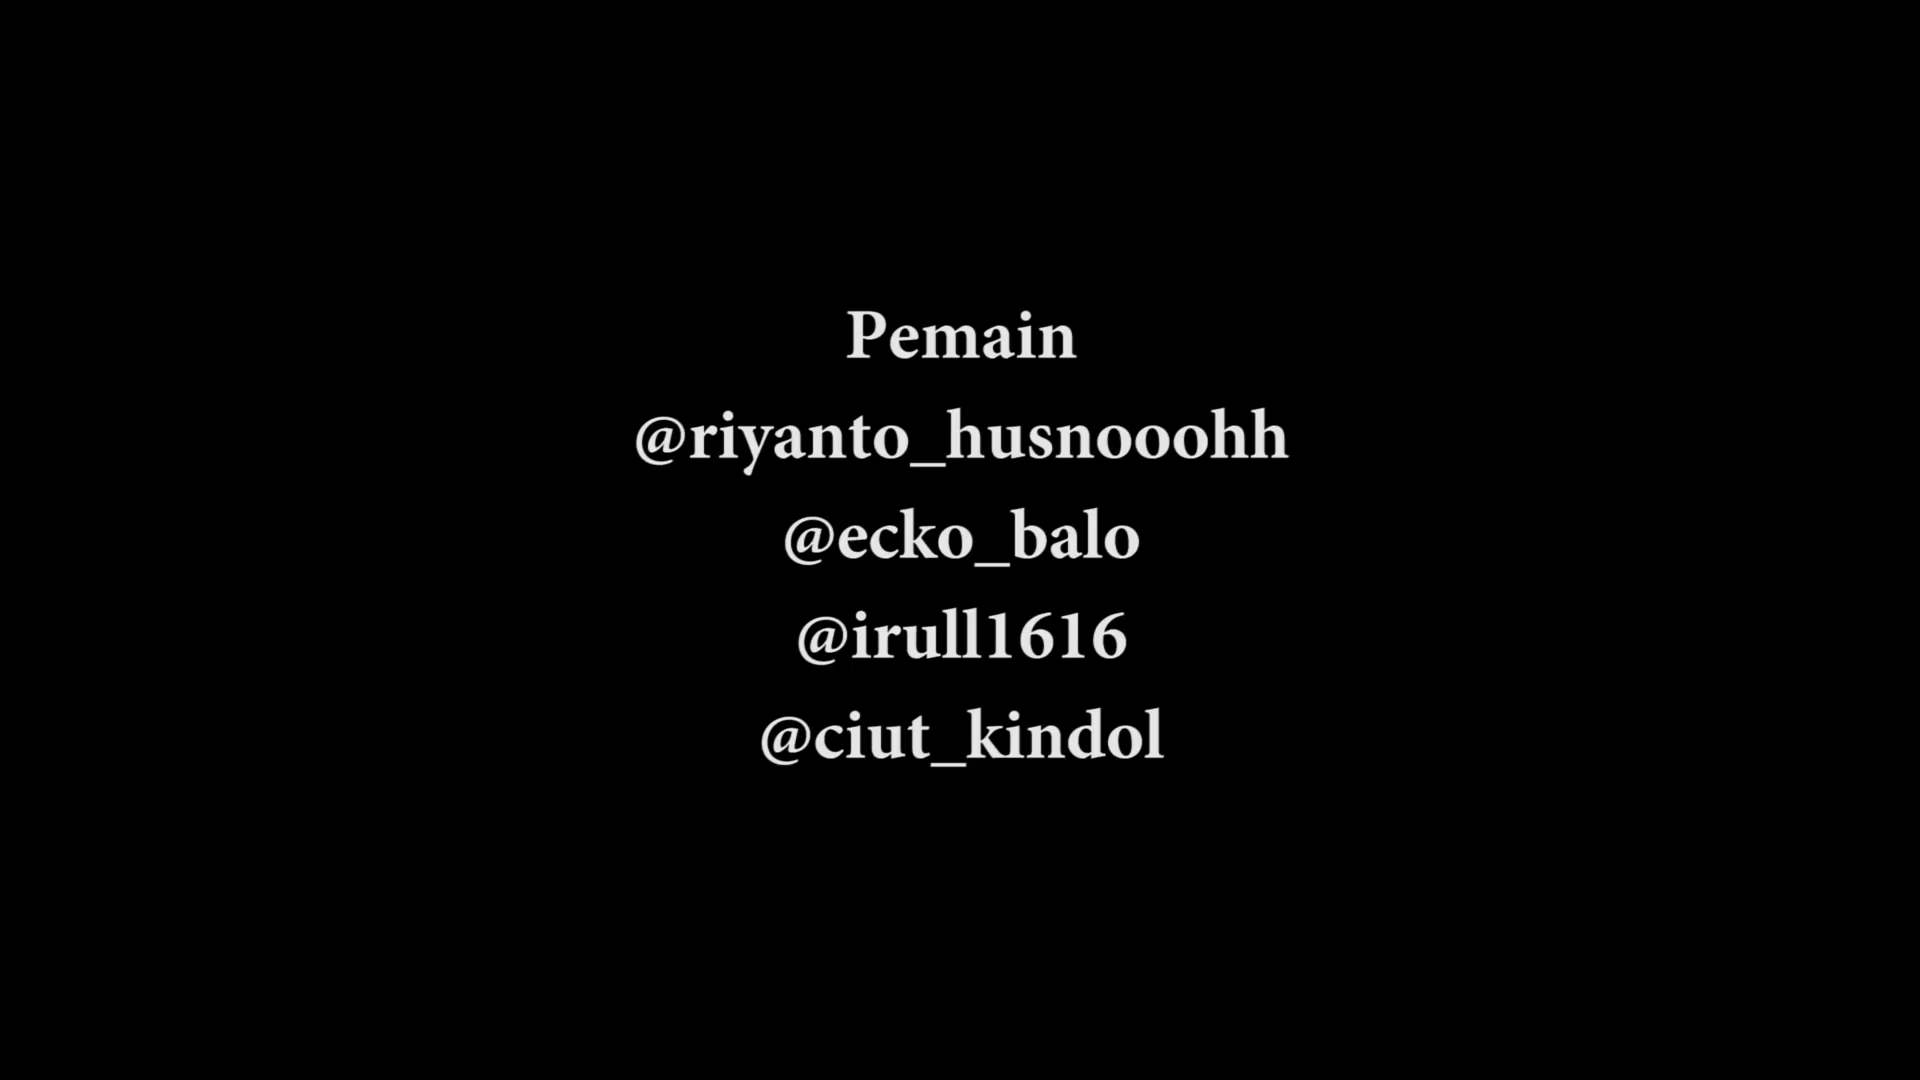 Pemain
@riyanto_husnooohh
@ecko_balo
@irull1616
@ciut_kindol